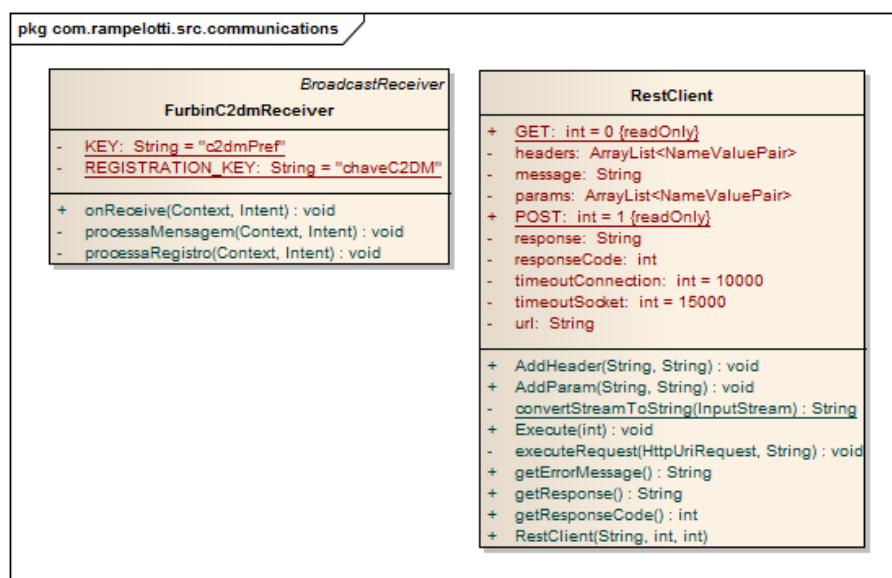 pkg com.rampelotti.src.communications
BroadcastReceiver
FurbinC2dmReceiver
- KEY: String = "c2dmPref"
- REGISTRATION_KEY: String = "chaveC2DM"
+ onReceive(Context, Intent) : void
- processaMensagem(Context, Intent) : void
- processaRegistro(Context, Intent) : void
RestClient
+ GET: int = 0 {readOnly}
- headers: ArrayList<NameValuePair>
- message: String
- params: ArrayList<NameValuePair>
+ POST: int = 1 {readOnly}
- response: String
- responseCode: int
- timeoutConnection: int = 10000
- timeoutSocket: int = 15000
- url: String
+ AddHeader(String, String) : void
+ AddParam(String, String) : void
- convertStreamToString(InputStream) : String
+ Execute(int) : void
- executeRequest(HttpUriRequest, String) : void
+ getErrorMessage() : String
+ getResponse() : String
+ getResponseCode() : int
+ RestClient(String, int, int)